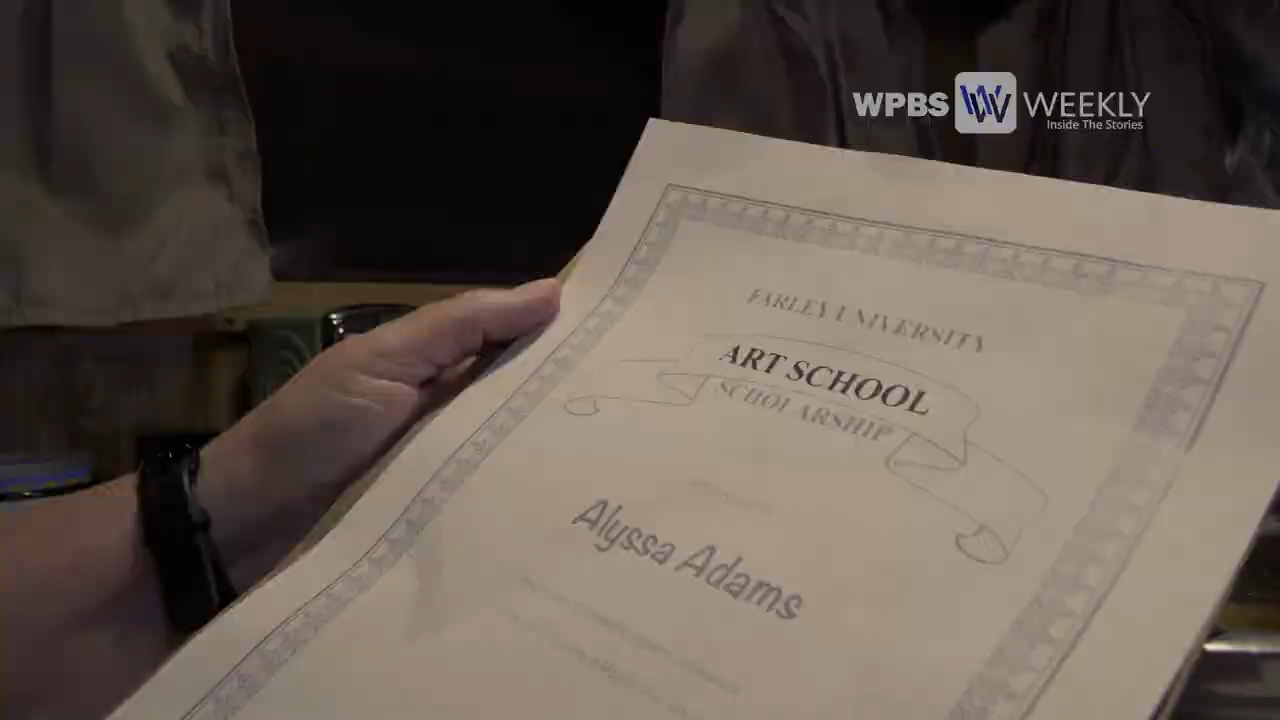 WPBS W WEEKLY
Inside The Stories
FARLEY UNIVERSITY
ART SCHOOL
SCHOLARSHIP
Alyssa Adams